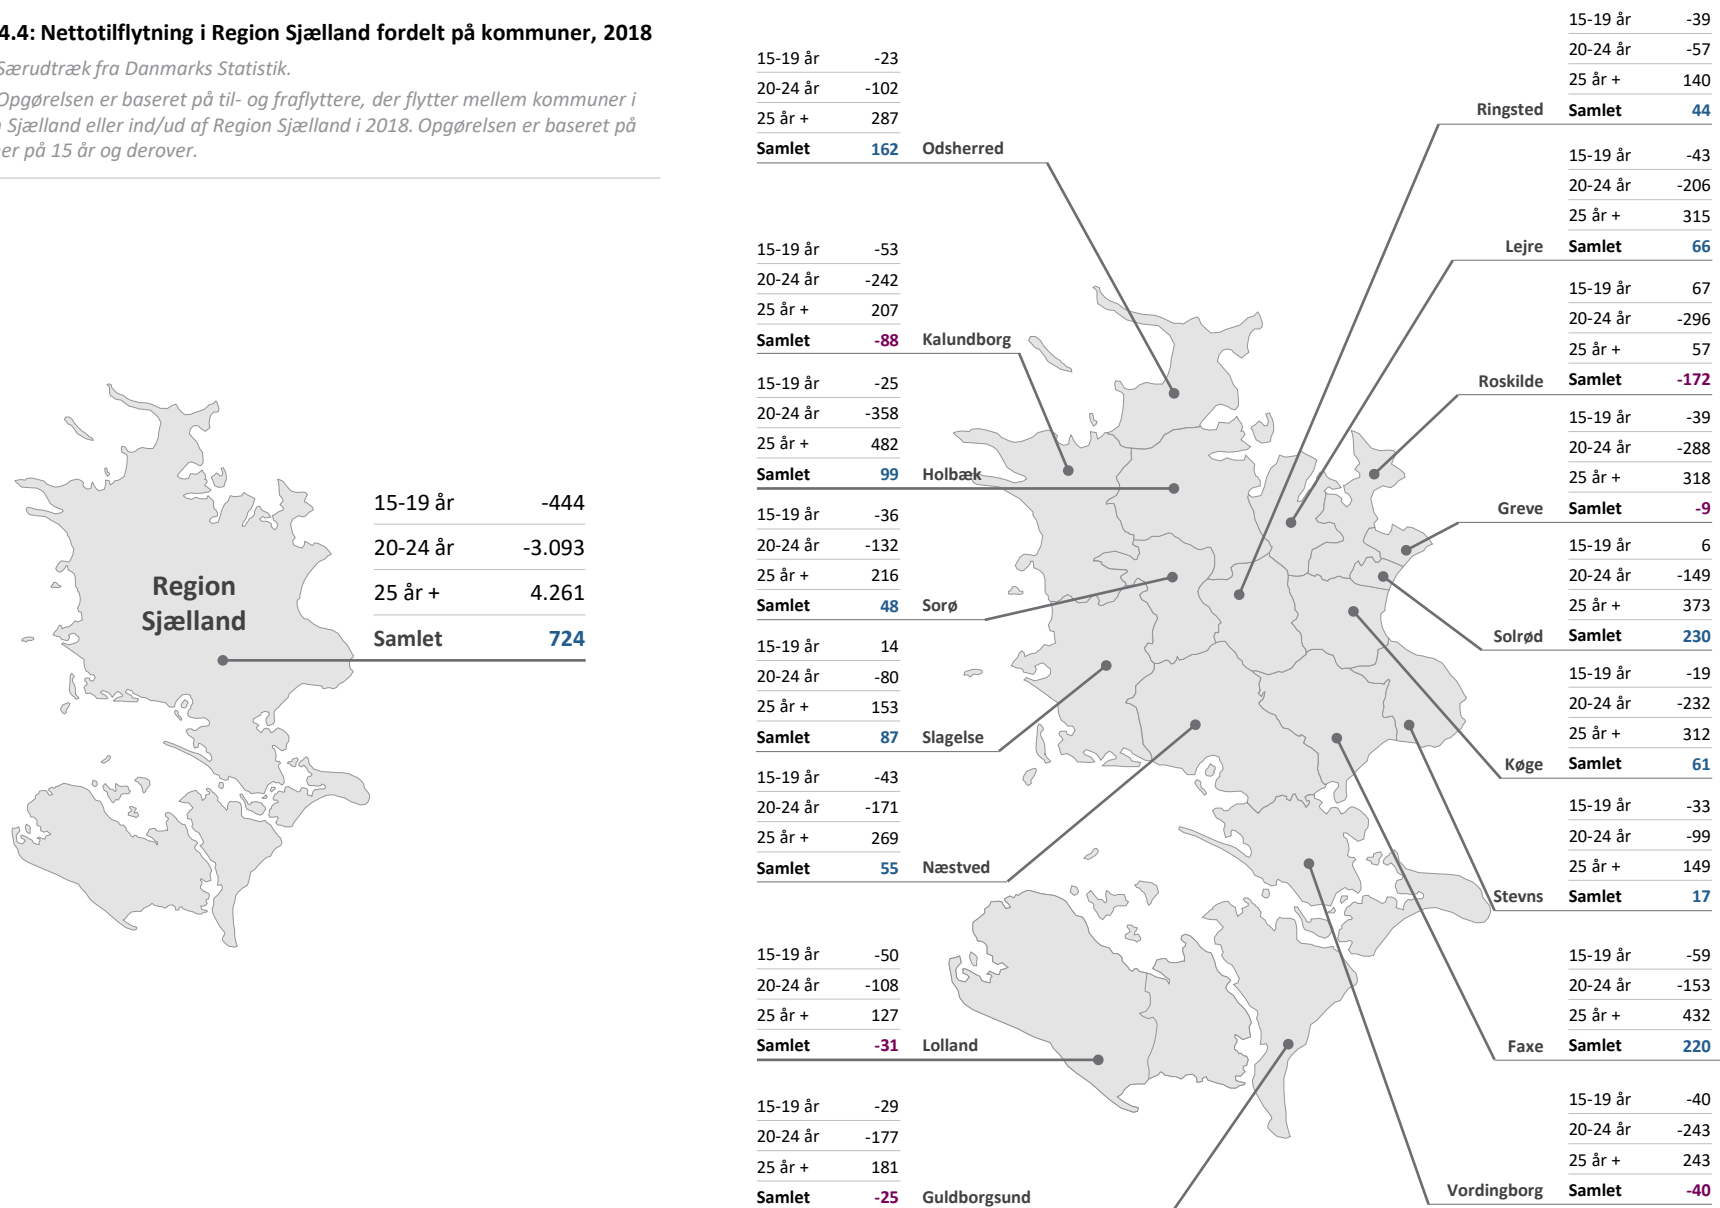 4.4: Nettotilflytning i Region Sjælland fordelt på kommuner, 2018
Særudtræk fra Danmarks Statistik.
Opgørelsen er baseret på til- og fraflyttere, der flytter mellem kommuner i
Sjælland eller ind/ud af Region Sjælland i 2018. Opgørelsen er baseret på
på 15 år og derover.
Region
Sjælland
15-19 år -444
20-24 år -3.093
25 år + 4.261
Samlet 724
15-19 år -23
20-24 år -102
25 år + 287
Samlet 162 Odsherred
15-19 år -53
20-24 år -242
25 år + 207
Samlet -88 Kalundborg
15-19 år -25
20-24 år -358
25 år + 482
Samlet 99 Holbæk
15-19 år -36
20-24 år -132
25 år + 216
Samlet 48 Sorø
15-19 år 14
20-24 år -80
25 år + 153
Samlet 87 Slagelse
15-19 år -43
20-24 år -171
25 år + 269
Samlet 55 Næstved
15-19 år -50
20-24 år -108
25 år + 127
Samlet -31 Lolland
15-19 år -29
20-24 år -177
25 år + 181
Samlet -25 Guldborgsund
15-19 år -39
20-24 år -57
25 år + 140
Ringsted Samlet 44
15-19 år -43
20-24 år -206
25 år + 315
Lejre Samlet 66
15-19 år 67
20-24 år -296
25 år + 57
Roskilde Samlet -172
15-19 år -39
20-24 år -288
25 år + 318
Greve Samlet -9
15-19 år 6
20-24 år -149
25 år + 373
Solrød Samlet 230
15-19 år -19
20-24 år -232
25 år + 312
Køge Samlet 61
15-19 år -33
20-24 år -99
25 år + 149
Stevns Samlet 17
15-19 år -59
20-24 år -153
25 år + 432
Faxe Samlet 220
15-19 år -40
20-24 år -243
25 år + 243
Vordingborg Samlet -40